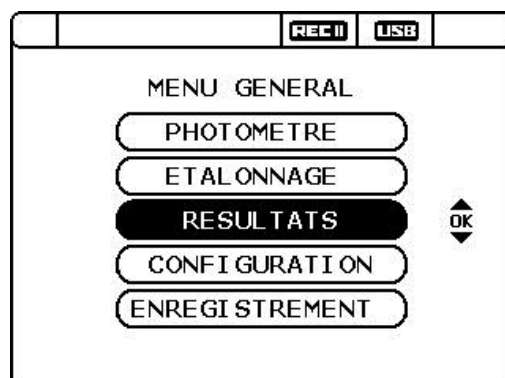 REC II USB
MENU GENERAL
PHOTOMETRE
ETALONNAGE
RESULTATS
OK
CONFIGURATION
ENREGISTREMENT